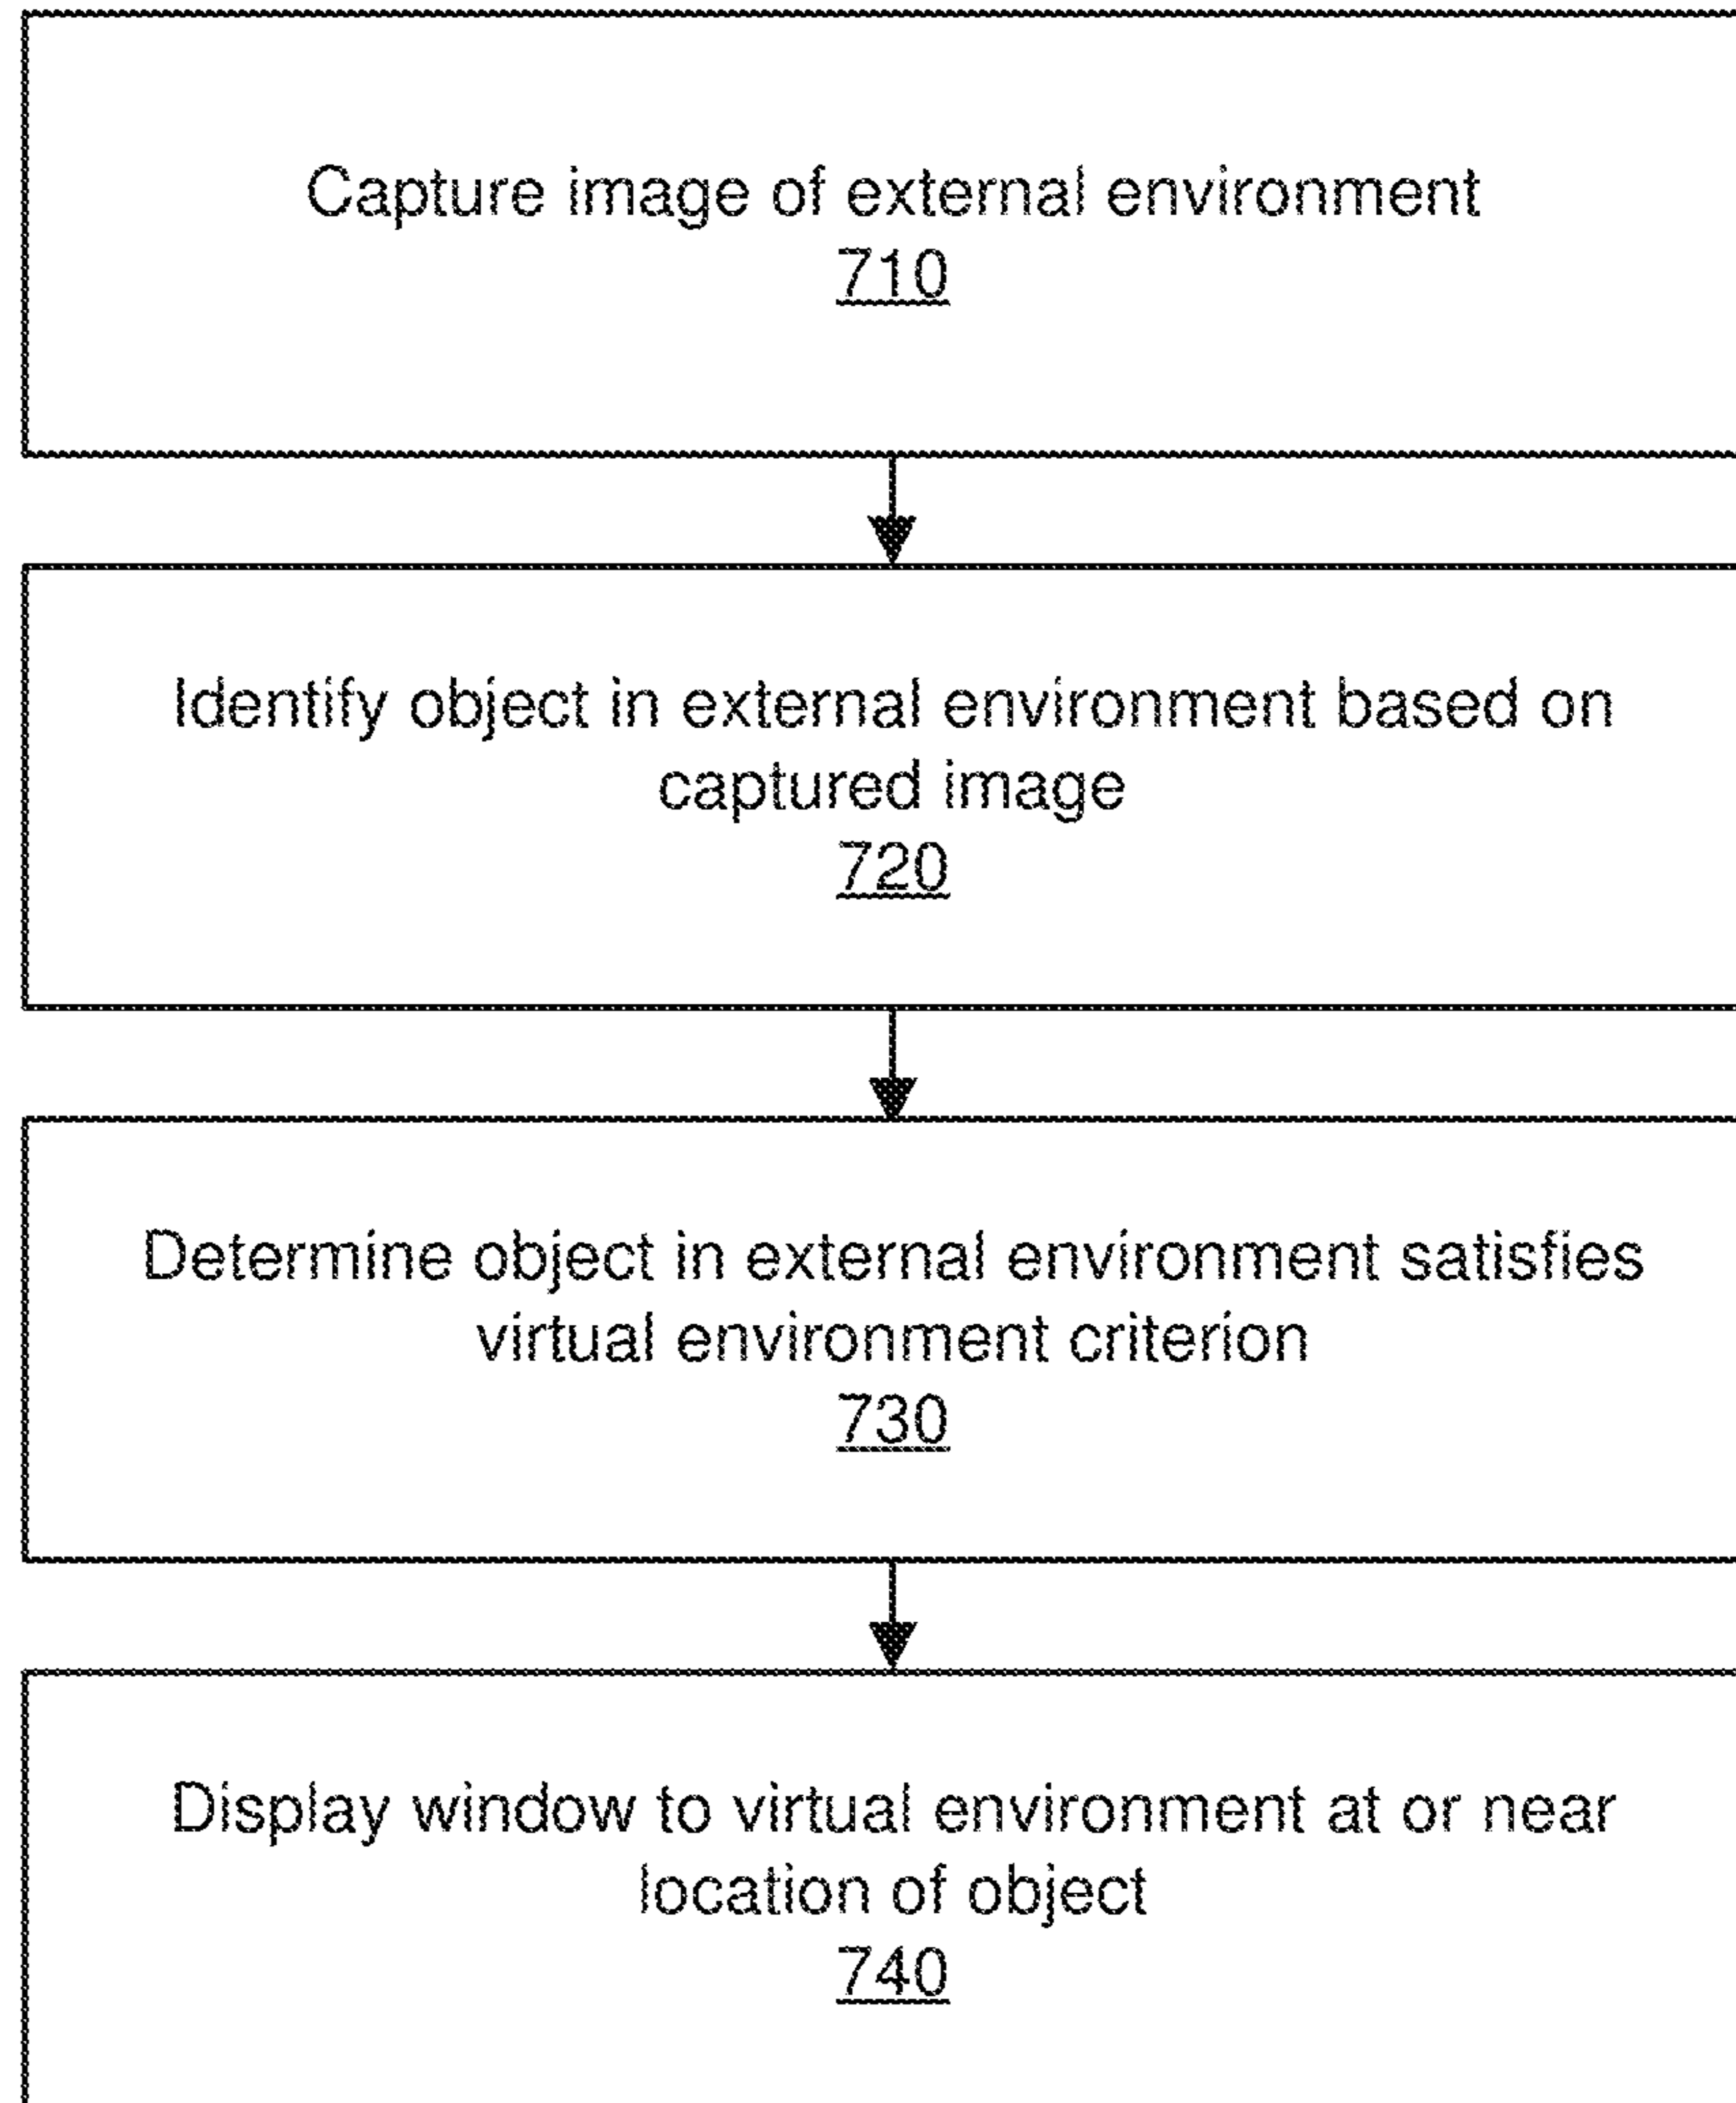 Capture image of external environment
710
Identify object in external environment based on
captured image
720
Determine object in external environment satisfies
virtual environment criterion
730
Display window to virtual environment at or near
location of object
740